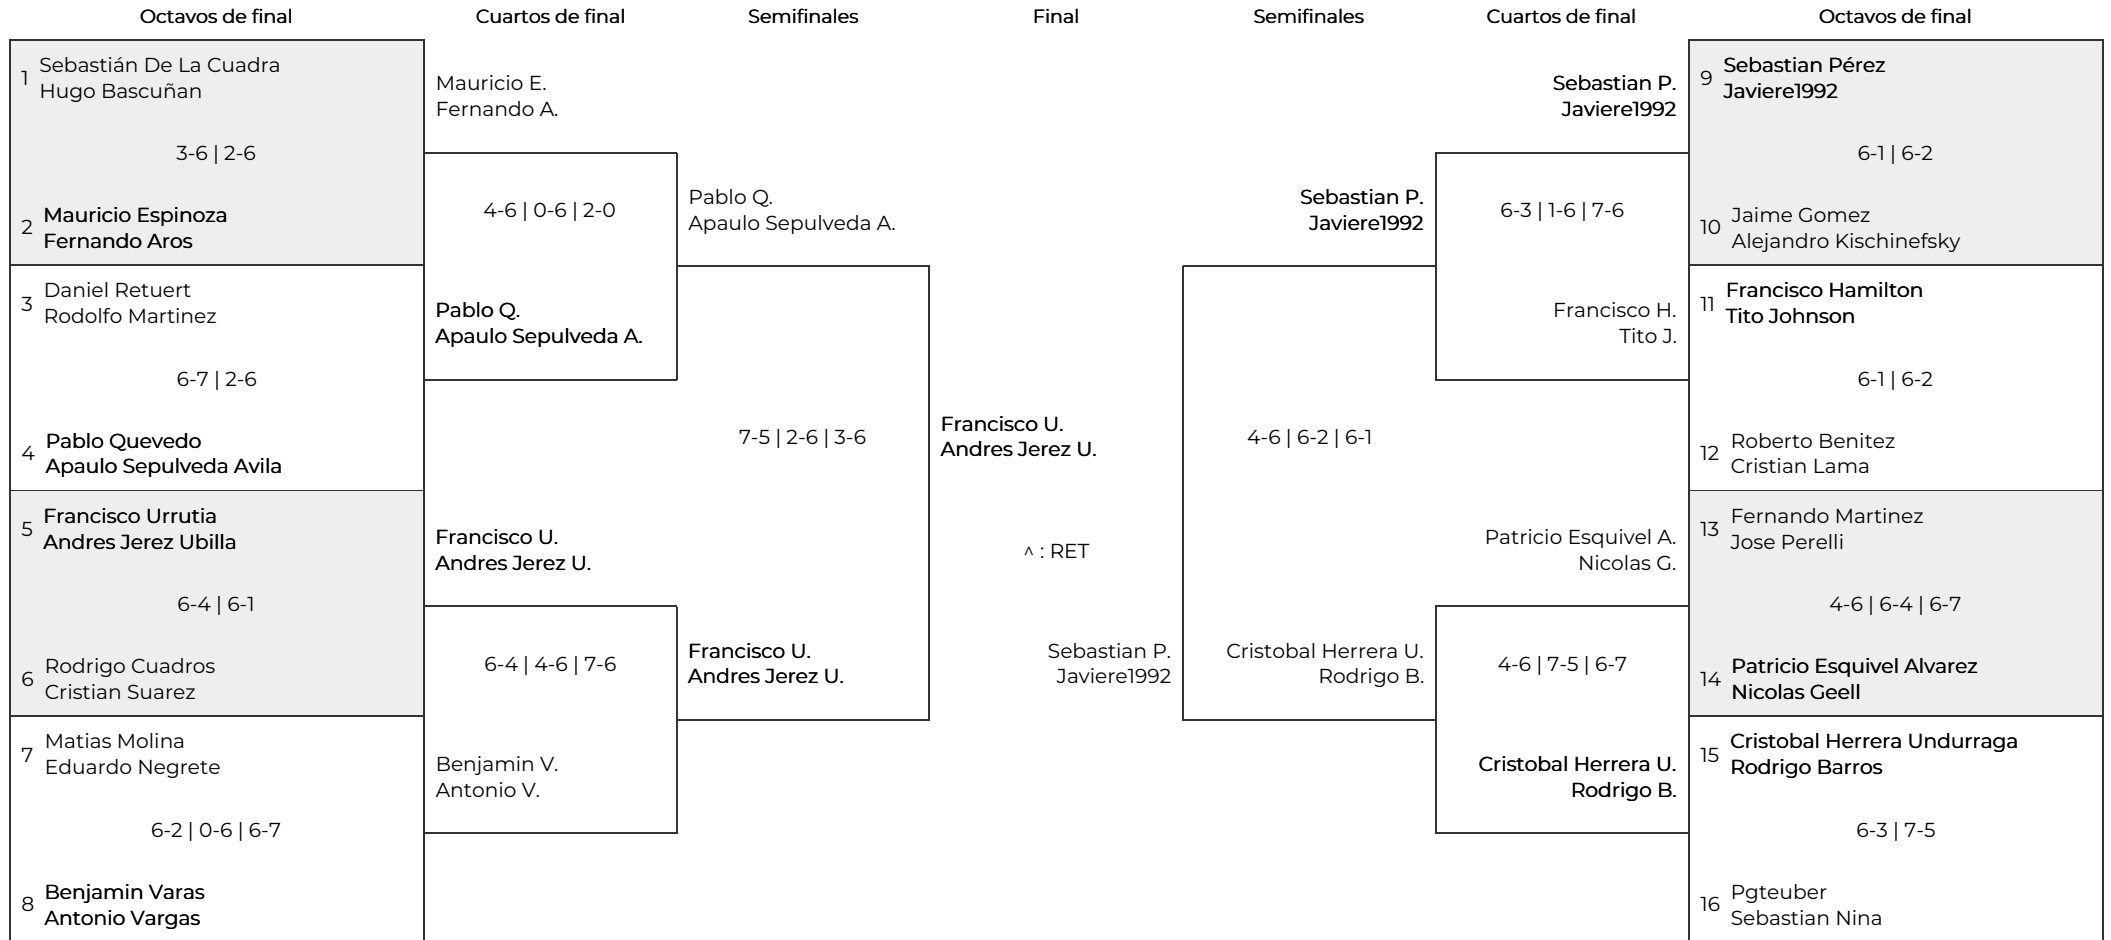 Octavos de final
Cuartos de final
Semifinales
Final
Semifinales
Cuartos de final
Octavos de final
1
Sebastián De La Cuadra
Hugo Bascuñan
3-6 | 2-6
2
Mauricio Espinoza
Fernando Aros
3
Daniel Retuert
Rodolfo Martinez
6-7 | 2-6
4
Pablo Quevedo
Apaulo Sepulveda Avila
5
Francisco Urrutia
Andres Jerez Ubilla
6-4 | 6-1
6
Rodrigo Cuadros
Cristian Suarez
7
Matias Molina
Eduardo Negrete
6-2 | 0-6 | 6-7
8
Benjamin Varas
Antonio Vargas
Mauricio E.
Fernando A.
4-6 | 0-6 | 2-0
Pablo Q.
Apaulo Sepulveda A.
Francisco U.
Andres Jerez U.
6-4 | 4-6 | 7-6
Benjamin V.
Antonio V.
Pablo Q.
Apaulo Sepulveda A.
7-5 | 2-6 | 3-6
Francisco U.
Andres Jerez U.
Francisco U.
Andres Jerez U.
^ : RET
Sebastian P.
Javiere1992
Sebastian P.
Javiere1992
4-6 | 6-2 | 6-1
Cristobal Herrera U.
Rodrigo B.
Sebastian P.
Javiere1992
6-3 | 1-6 | 7-6
Francisco H.
Tito J.
Patricio Esquivel A.
Nicolas G.
4-6 | 7-5 | 6-7
Cristobal Herrera U.
Rodrigo B.
9
Sebastian Pérez
Javiere1992
6-1 | 6-2
10
Jaime Gomez
Alejandro Kischinefsky
11
Francisco Hamilton
Tito Johnson
6-1 | 6-2
12
Roberto Benitez
Cristian Lama
13
Fernando Martinez
Jose Perelli
4-6 | 6-4 | 6-7
14
Patricio Esquivel Alvarez
Nicolas Geell
15
Cristobal Herrera Undurraga
Rodrigo Barros
6-3 | 7-5
16
Pgteuber
Sebastian Nina